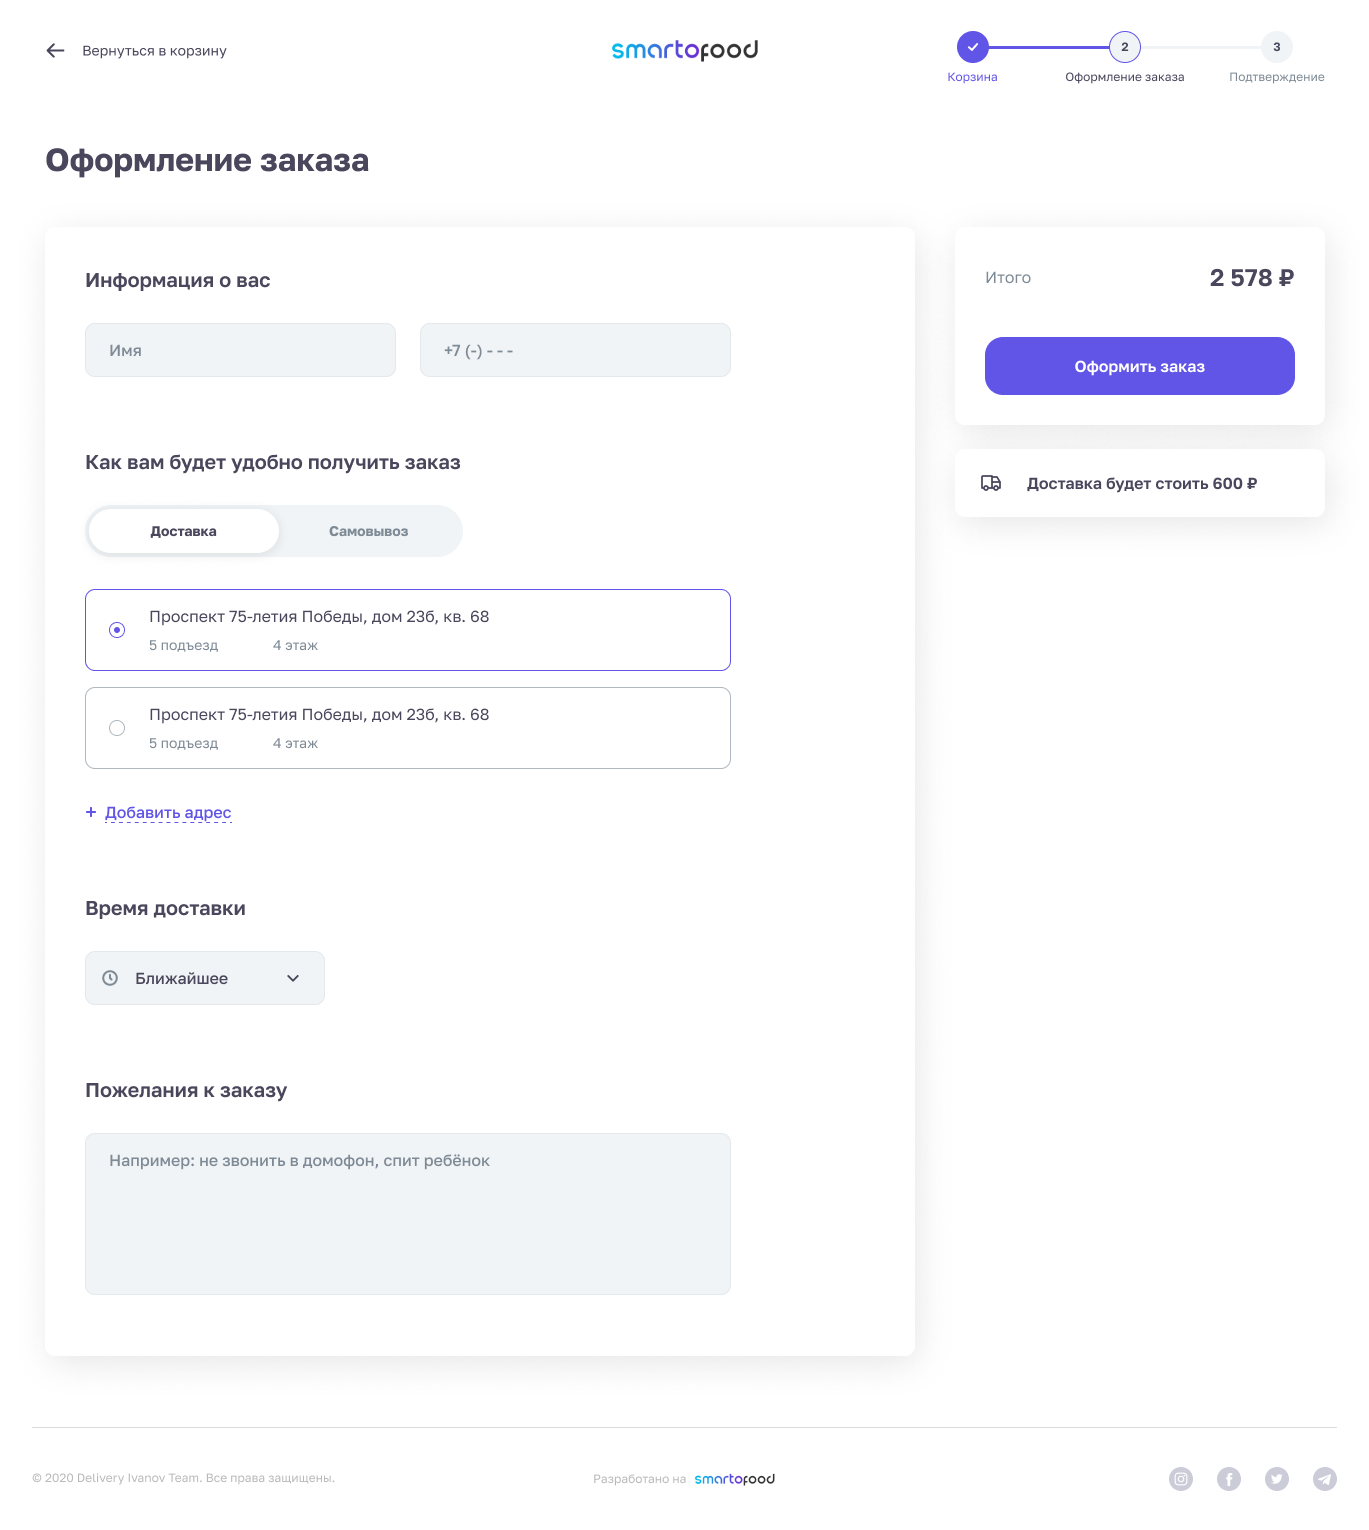 Вернуться в корзину
smartofood
2
3
Корзина
Оформление заказа
Подтверждение
Оформление заказа
Информация о вас
Имя
+7 (-) - - -
Как вам будет удобно получить заказ
Доставка
Самовывоз
Проспект 75-летия Победы, дом 23б, кв. 68
5 подъезд
4 этаж
Проспект 75-летия Победы, дом 23б, кв. 68
5 подъезд
4 этаж
+ Добавить адрес
Время доставки
Ближайшее
Пожелания к заказу
Например: не звонить в домофон, спит ребёнок
Итого
2 578 ₽
Оформить заказ
Доставка будет стоить 600 ₽
© 2020 Delivery Ivanov Team. Все права защищены.
Разработано на smartofood